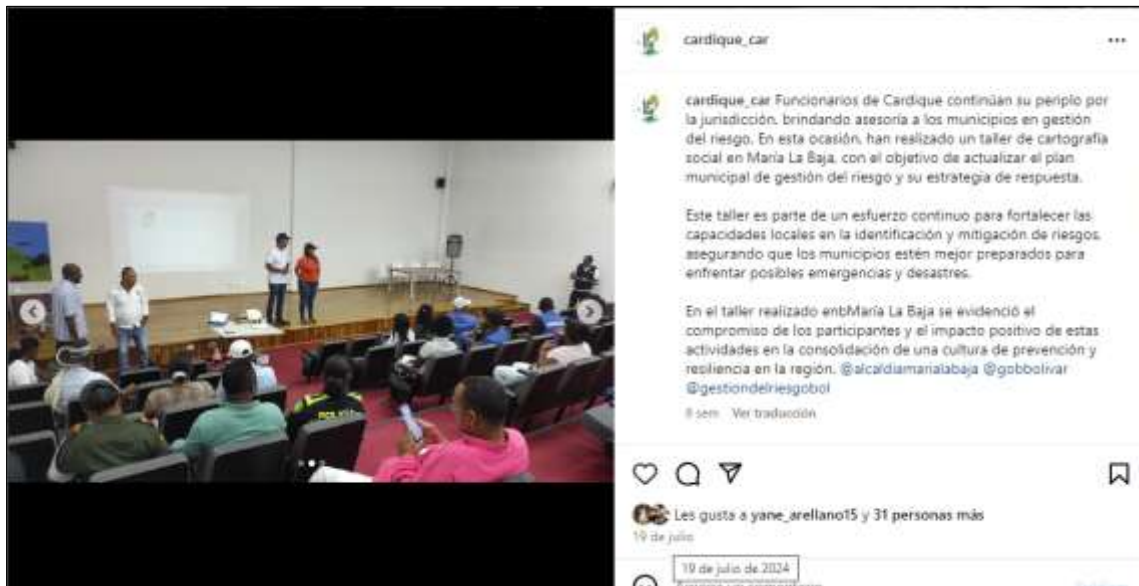 cardique_car
cardique_car Funcionarios de Cardique continúan su periplo por
la jurisdicción, brindando asesoría a los municipios en gestión
del riesgo. En esta ocasión, han realizado un taller de cartografía
social en María La Baja, con el objetivo de actualizar el plan
municipal de gestión del riesgo y su estrategia de respuesta.
Este taller es parte de un esfuerzo continuo para fortalecer las
capacidades locales en la identificación y mitigación de riesgos,
asegurando que los municipios estén mejor preparados para
enfrentar posibles emergencias y desastres.
En el taller realizado enbMaría La Baja se evidenció el
compromiso de los participantes y el impacto positivo de estas
actividades en la consolidación de una cultura de prevención y
resiliencia en la región. @alcaldiamarialabaja @gobbolivar
@gestiondelriesgobol
8 sem Ver traducción
Les gusta a yane_arellano15 y 31 personas más
19 de julio
19 de julio de 2024